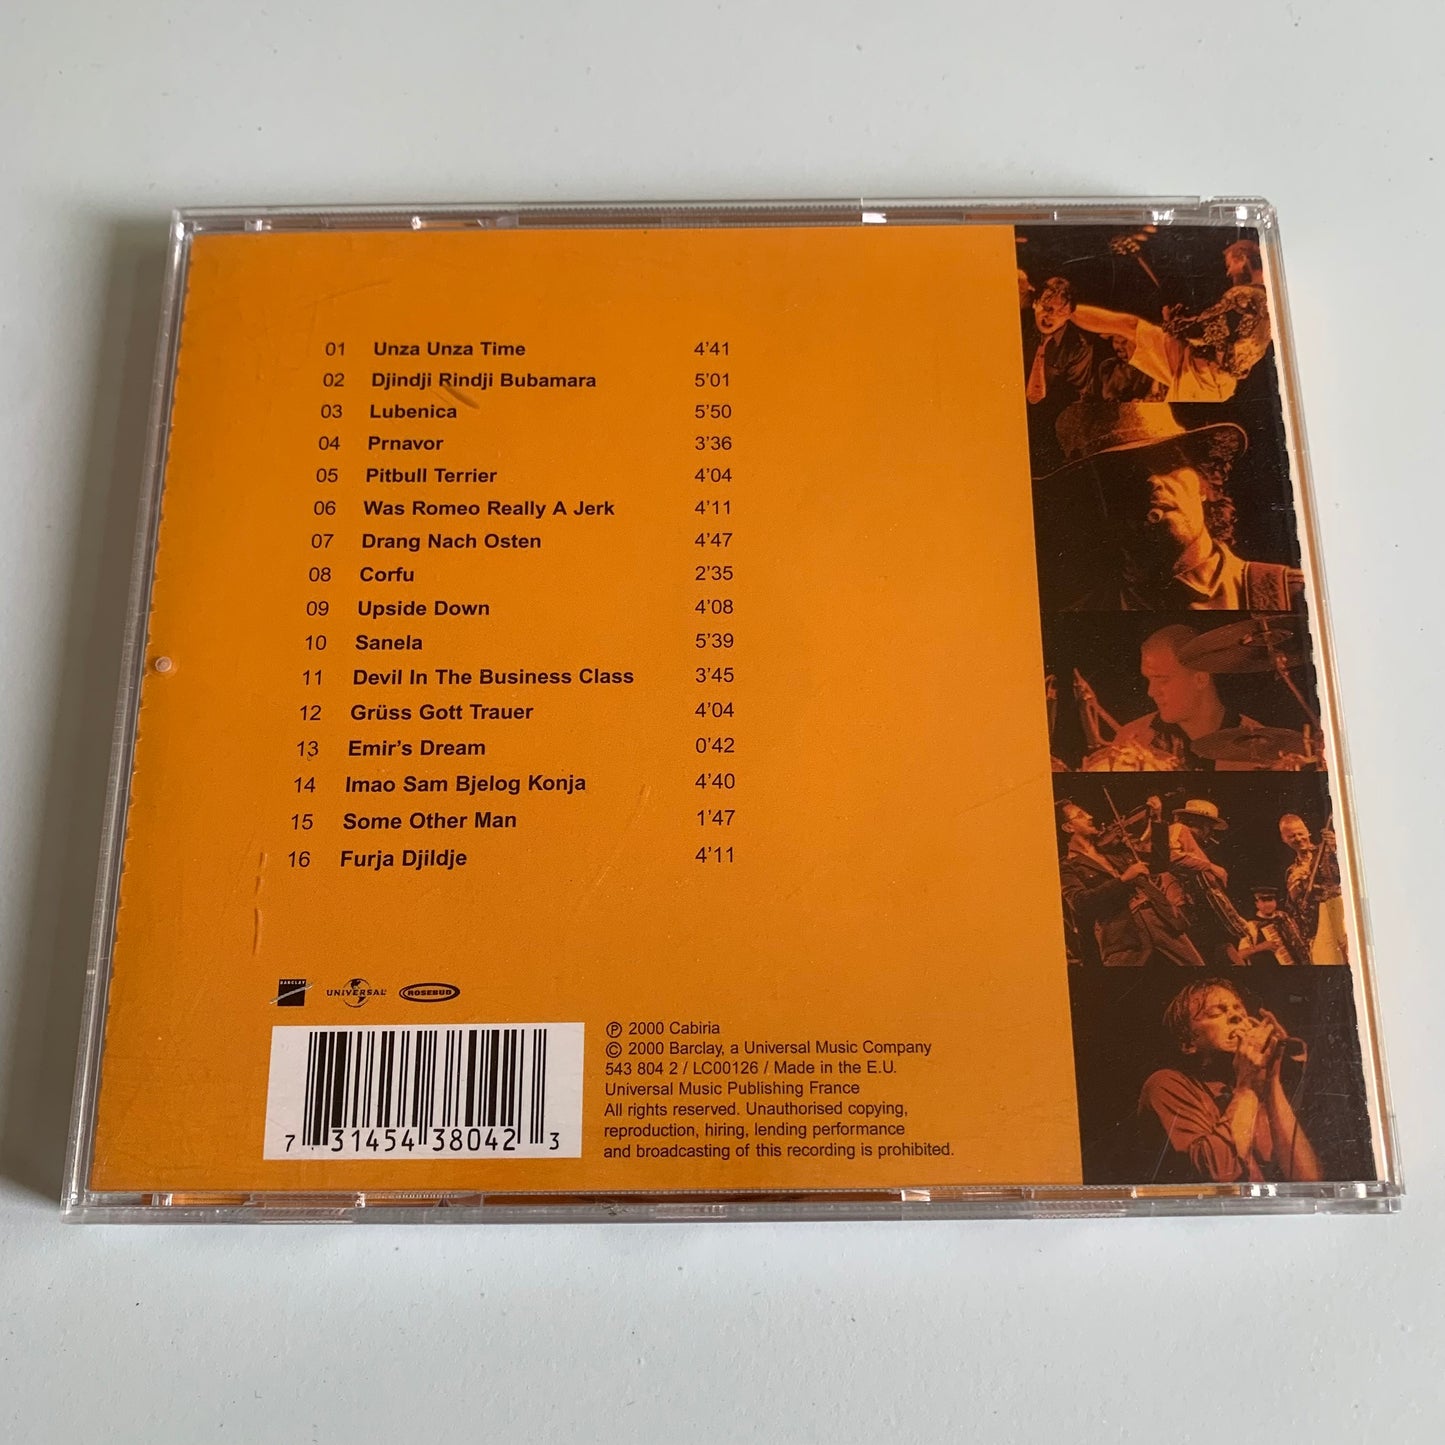 01 Unza Unza Time 4’41
02 Djindji Rindji Bubamara 5’01
03 Lubenica 5’50
04 Prnavor 3’36
05 Pitbull Terrier 4’04
06 Was Romeo Really A Jerk 4’11
07 Drang Nach Osten 4’47
08 Corfu 2’35
09 Upside Down 4’08
10 Sanela 5’39
11 Devil In The Business Class 3’45
12 Grüss Gott Trauer 4’04
13 Emir’s Dream 0’42
14 Imao Sam Bjelog Konja 4’40
15 Some Other Man 1’47
16 Furja Djildje 4’11
BARCLAY UNIVERSAL ROSEBUD
℗ 2000 Cabiria
© 2000 Barclay, a Universal Music Company
543 804 2 / LC00126 / Made in the E.U.
Universal Music Publishing France
All rights reserved. Unauthorised copying,
reproduction, hiring, lending performance
and broadcasting of this recording is prohibited.
7 31454 38042 3